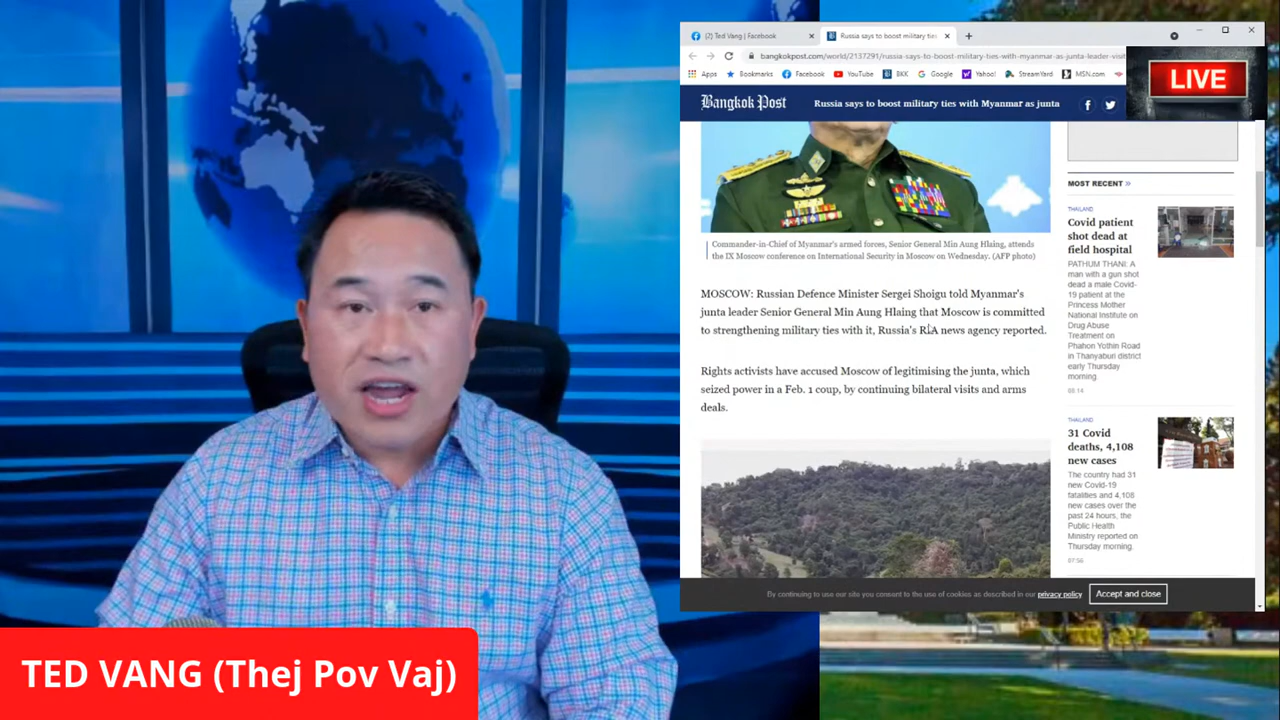 TED VANG (Thej Pov Vaj)
(2) Ted Vang | Facebook
Russia says to boost military ties
bangkokpost.com/world/2137291/russia-says-to-boost-military-ties-with-myanmar-as-junta-leader-visit
Apps
Bookmarks
Facebook
YouTube
BKK
Google
Yahoo!
StreamYard
MSN.com
LIVE
Bangkok Post
Russia says to boost military ties with Myanmar as junta
Commander-in-Chief of Myanmar's armed forces, Senior General Min Aung Hlaing, attends
the IX Moscow conference on International Security in Moscow on Wednesday. (AFP photo)
MOSCOW: Russian Defence Minister Sergei Shoigu told Myanmar's
junta leader Senior General Min Aung Hlaing that Moscow is committed
to strengthening military ties with it, Russia's RIA news agency reported.
Rights activists have accused Moscow of legitimising the junta, which
seized power in a Feb. 1 coup, by continuing bilateral visits and arms
deals.
MOST RECENT »
THAILAND
Covid patient
shot dead at
field hospital
PATHUM THANI: A
man with a gun shot
dead a male Covid-
19 patient at the
Princess Mother
National Institute on
Drug Abuse
Treatment on
Phahon Yothin Road
in Thanyaburi district
early Thursday
morning.
08:14
THAILAND
31 Covid
deaths, 4,108
new cases
The country had 31
new Covid-19
fatalities and 4,108
new cases over the
past 24 hours, the
Public Health
Ministry reported on
Thursday morning.
07:56
By continuing to use our site you consent to the use of cookies as described in our privacy policy
Accept and close